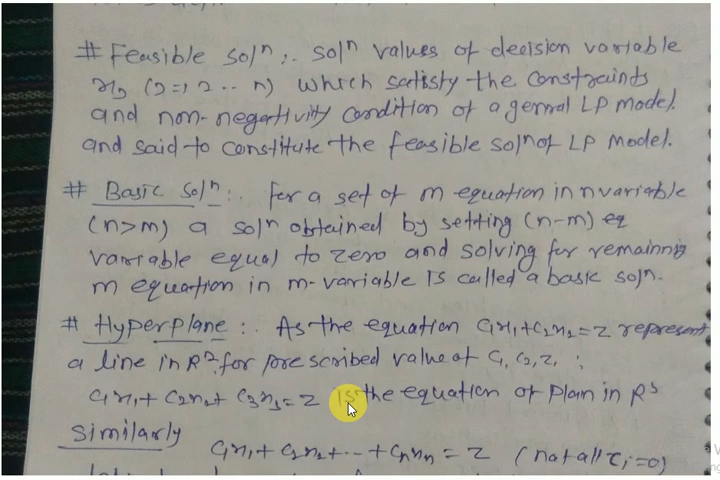 # Feasible solⁿ :. solⁿ values of decision variable
xj (j=1, 2 .. n) which satisty the constraints
and non-negativity condition of a genral LP model.
and said to constitute the feasible solⁿ of LP Model.
# Basic solⁿ :. for a set of m equation in n variable
(n>m) a solⁿ obtained by setting (n-m) eq
variable equal to zero and solving for remainnig
m equation in m-variable is called a basic solⁿ.
# Hyperplane :. As the equation c₁x₁+c₂x₂=z represent
a line in R² for prescribed value of c₁, c₂, z, ;
c₁x₁+ c₂x₂+ c₃x₃=z is the equation of plan in R³
similarly
c₁x₁+c₂x₂+...+cₙxₙ = z (not all cᵢ=0)